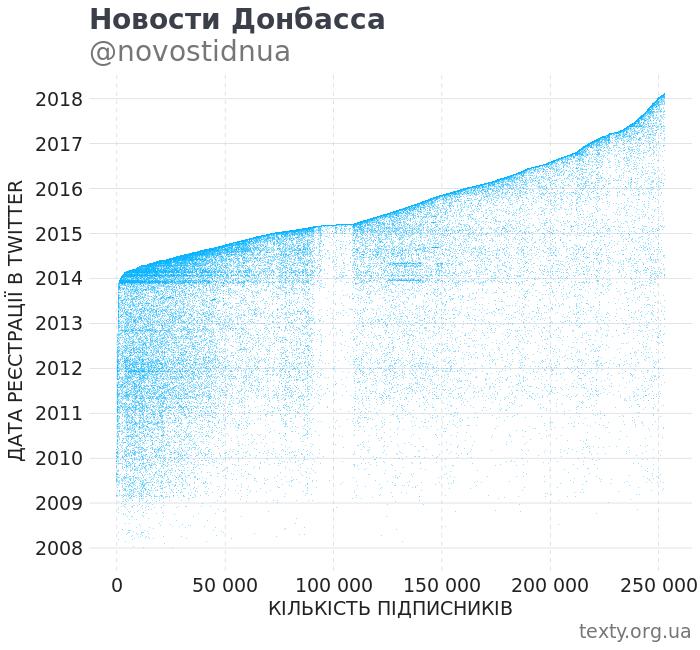 Новости Донбасса
@novostidnua
ДАТА РЕЄСТРАЦІЇ В TWITTER
2018
2017
2016
2015
2014
2013
2012
2011
2010
2009
2008
0 50 000 100 000 150 000 200 000 250 000
КІЛЬКІСТЬ ПІДПИСНИКІВ
texty.org.ua